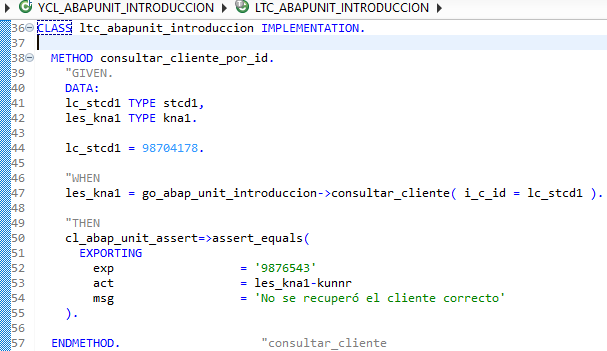 YCL_ABAPUNIT_INTRODUCCION LTC_ABAPUNIT_INTRODUCCION
36 CLASS ltc_abapunit_introduccion IMPLEMENTATION.
37
38 METHOD consultar_cliente_por_id.
39 "GIVEN.
40 DATA:
41 lc_stcd1 TYPE stcd1,
42 les_kna1 TYPE kna1.
43
44 lc_stcd1 = 98704178.
45
46 "WHEN
47 les_kna1 = go_abap_unit_introduccion->consultar_cliente( i_c_id = lc_stcd1 ).
48
49 "THEN
50 cl_abap_unit_assert=>assert_equals(
51 EXPORTING
52 exp = '9876543'
53 act = les_kna1-kunnr
54 msg = 'No se recuperó el cliente correcto'
55 ).
56
57 ENDMETHOD. "consultar_cliente